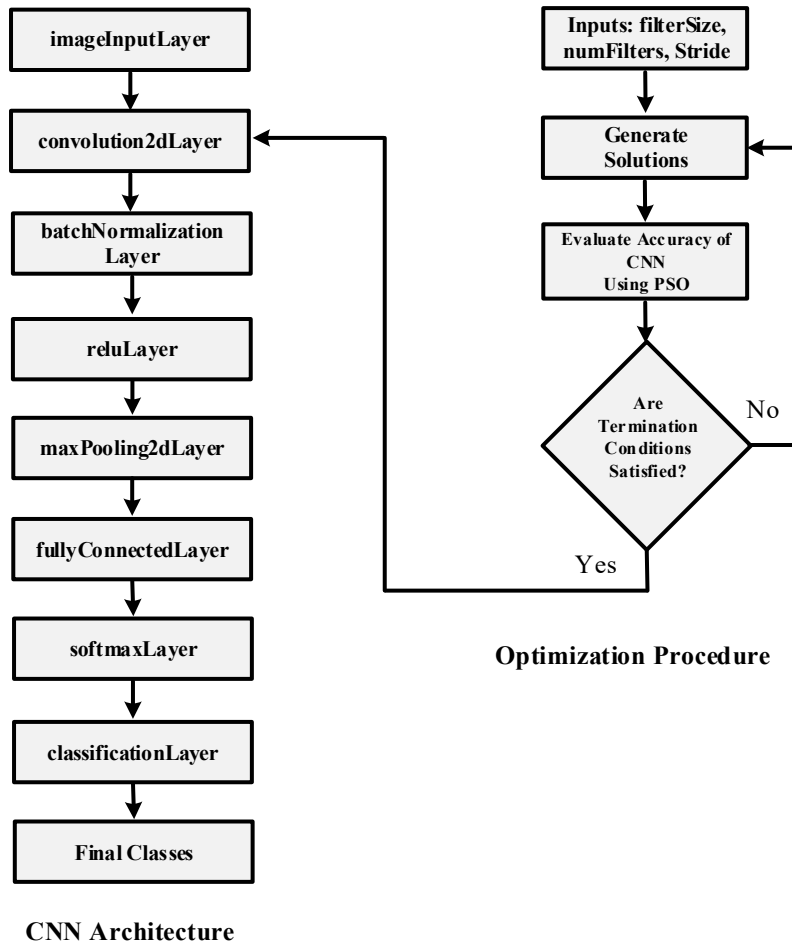 imageInputLayer
convolution2dLayer
batchNormalization
Layer
reluLayer
maxPooling2dLayer
fullyConnectedLayer
softmaxLayer
classificationLayer
Final Classes
CNN Architecture
Inputs: filterSize,
numFilters, Stride
Generate
Solutions
Evaluate Accuracy of
CNN
Using PSO
Are
Termination
Conditions
Satisfied?
No
Yes
Optimization Procedure